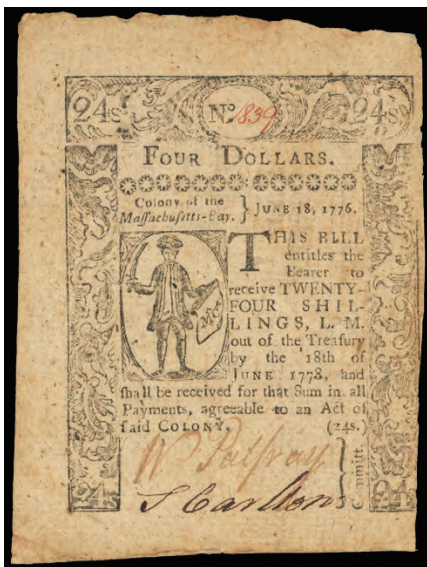 24s. No. 839 24s.
FOUR DOLLARS.
Colony of the
Maſſachuſetts-Bay. } JUNE 18, 1776.
THIS BILL
entitles the
Bearer to
receive TWENTY-
FOUR SHIL-
LINGS, L. M.
out of the Treaſury
by the 18th of
JUNE 1778, and
ſhall be received for that Sum in all
Payments, agreeable to an Act of
ſaid COLONY. (24s.)
Wm Palfray
S Carlton
24s 24s